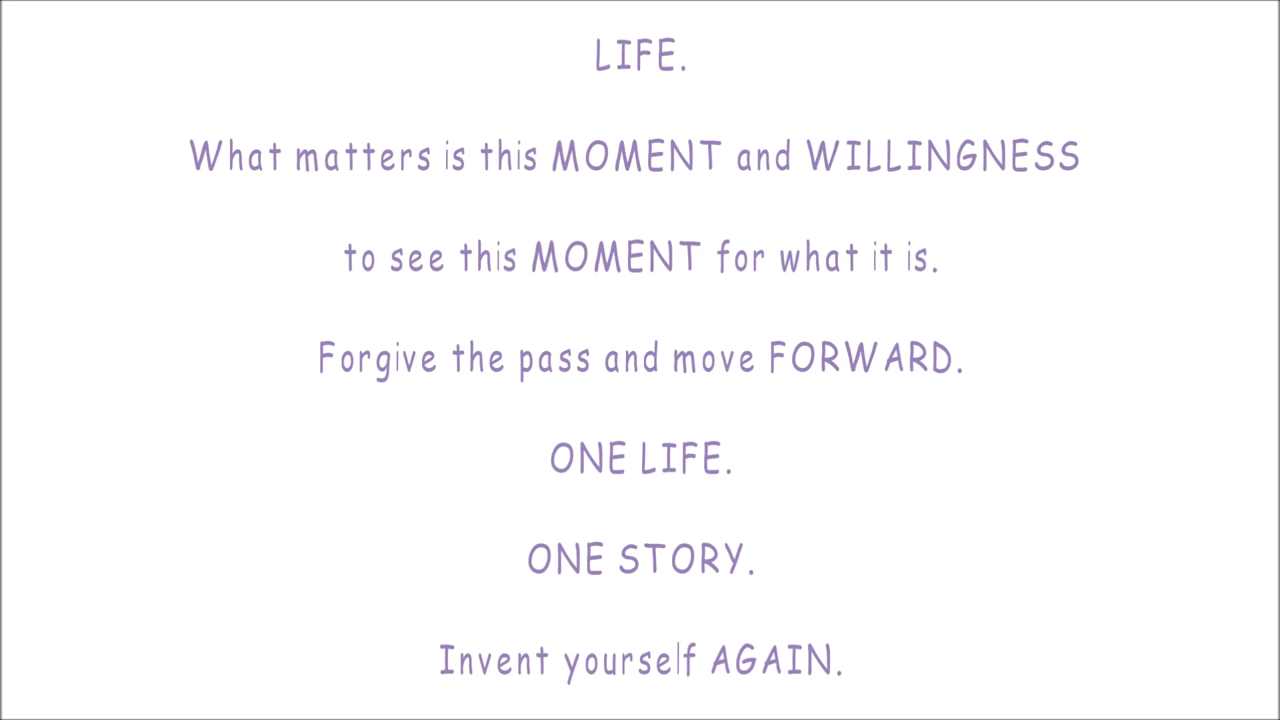 LIFE.
What matters is this MOMENT and WILLINGNESS
to see this MOMENT for what it is.
Forgive the pass and move FORWARD.
ONE LIFE.
ONE STORY.
Invent yourself AGAIN.